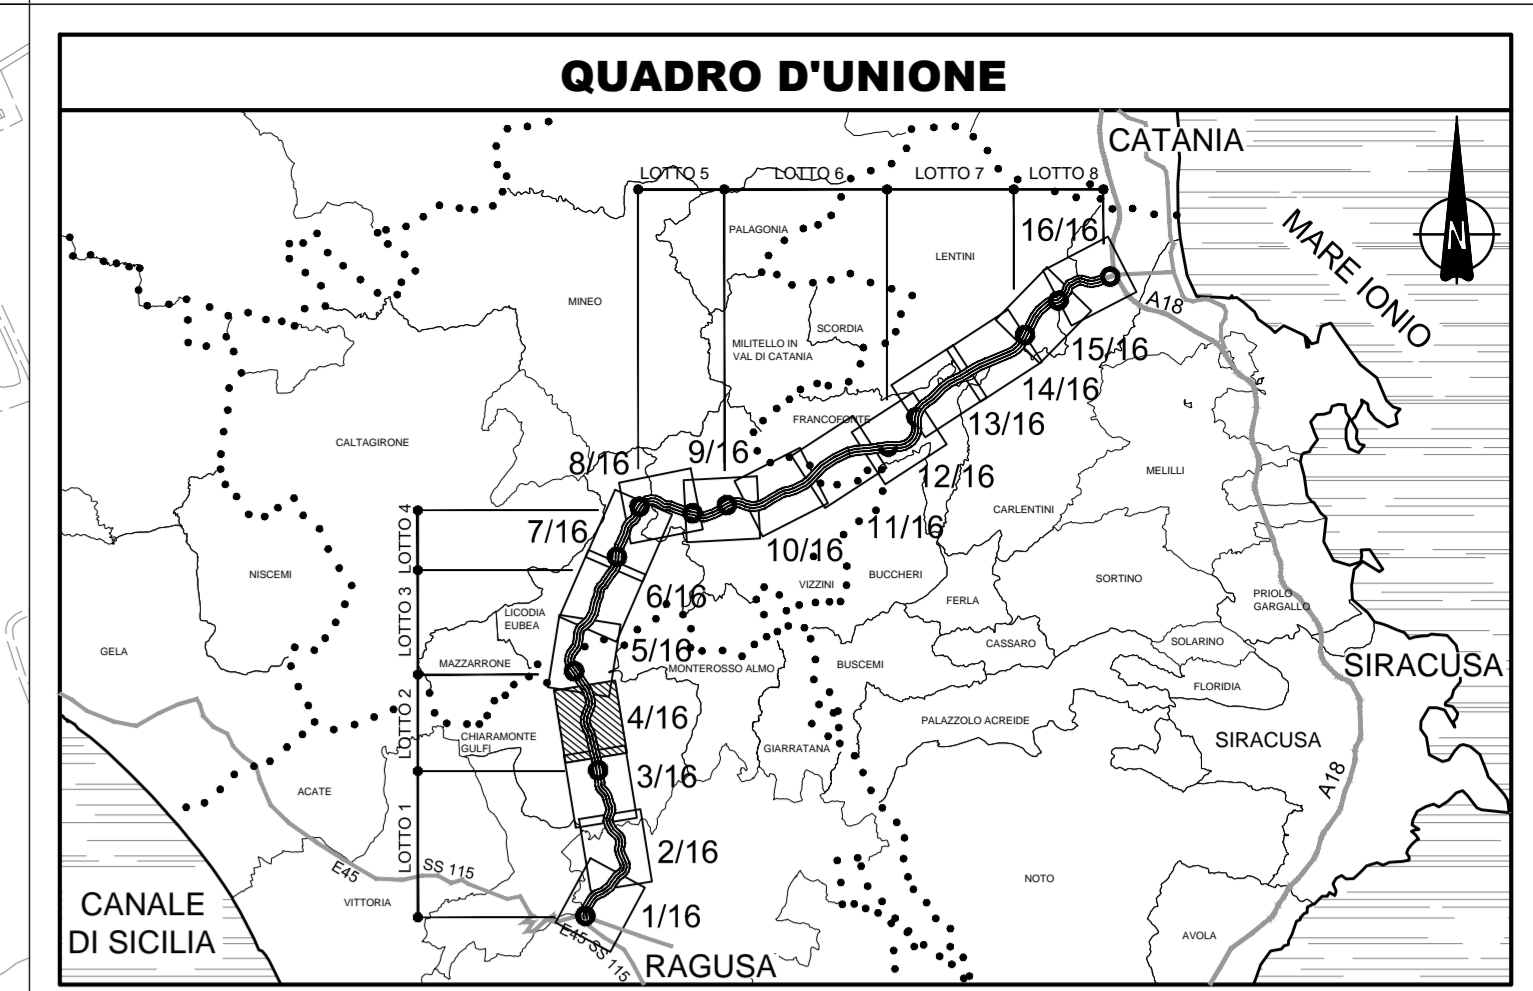 QUADRO D'UNIONE
CATANIA
LOTTO 5
LOTTO 6
LOTTO 7
LOTTO 8
PALAGONIA
16/16
MARE IONIO
N
LENTINI
MINEO
A18
SCORDIA
MILITELLO IN
VAL DI CATANIA
15/16
14/16
FRANCOFONTE
13/16
CALTAGIRONE
9/16
8/16
12/16
MELILLI
LOTTO 4
7/16
10/16
11/16
CARLENTINI
NISCEMI
VIZZINI
BUCCHERI
SORTINO
LOTTO 3
6/16
FERLA
PRIOLO
GARGALLO
LICODIA
EUBEA
5/16
CASSARO
SOLARINO
GELA
MAZZARRONE
MONTEROSSO ALMO
BUSCEMI
SIRACUSA
FLORIDIA
LOTTO 2
4/16
PALAZZOLO ACREIDE
CHIARAMONTE
GULFI
GIARRATANA
SIRACUSA
3/16
A18
ACATE
LOTTO 1
2/16
E45
SS 115
NOTO
VITTORIA
CANALE
DI SICILIA
1/16
E45 SS 115
AVOLA
RAGUSA